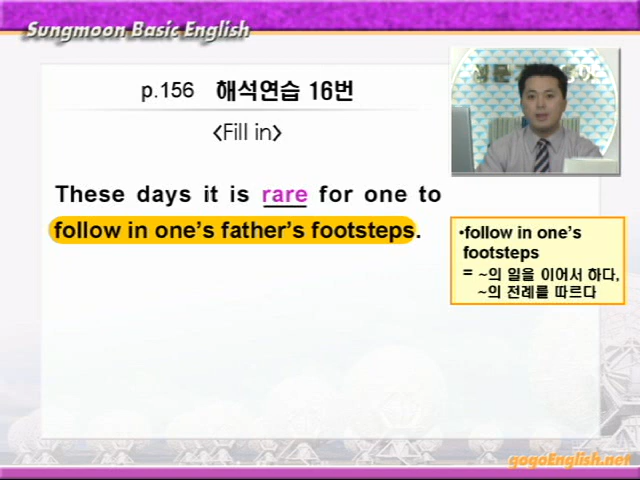 Sungmoon Basic English
p.156 해석연습 16번
<Fill in>
These days it is rare for one to
follow in one's father's footsteps.
•follow in one's
footsteps
= ~의 일을 이어서 하다,
~의 전례를 따르다
gogoEnglish.net